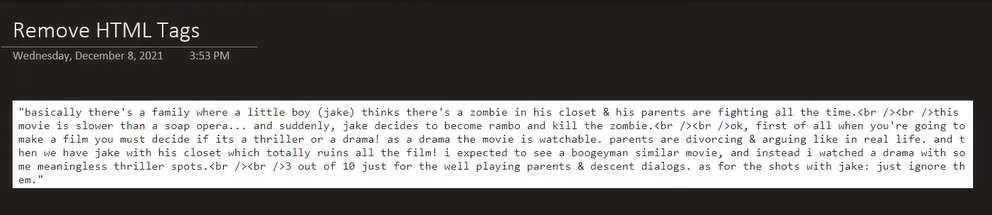 Remove HTML Tags
Wednesday, December 8, 2021 3:53 PM
"basically there's a family where a little boy (jake) thinks there's a zombie in his closet & his parents are fighting all the time.<br /><br />this
movie is slower than a soap opera... and suddenly, jake decides to become rambo and kill the zombie.<br /><br />ok, first of all when you're going to
make a film you must decide if its a thriller or a drama! as a drama the movie is watchable. parents are divorcing & arguing like in real life. and t
hen we have jake with his closet which totally ruins all the film! i expected to see a boogeyman similar movie, and instead i watched a drama with so
me meaningless thriller spots.<br /><br />3 out of 10 just for the well playing parents & descent dialogs. as for the shots with jake: just ignore th
em."